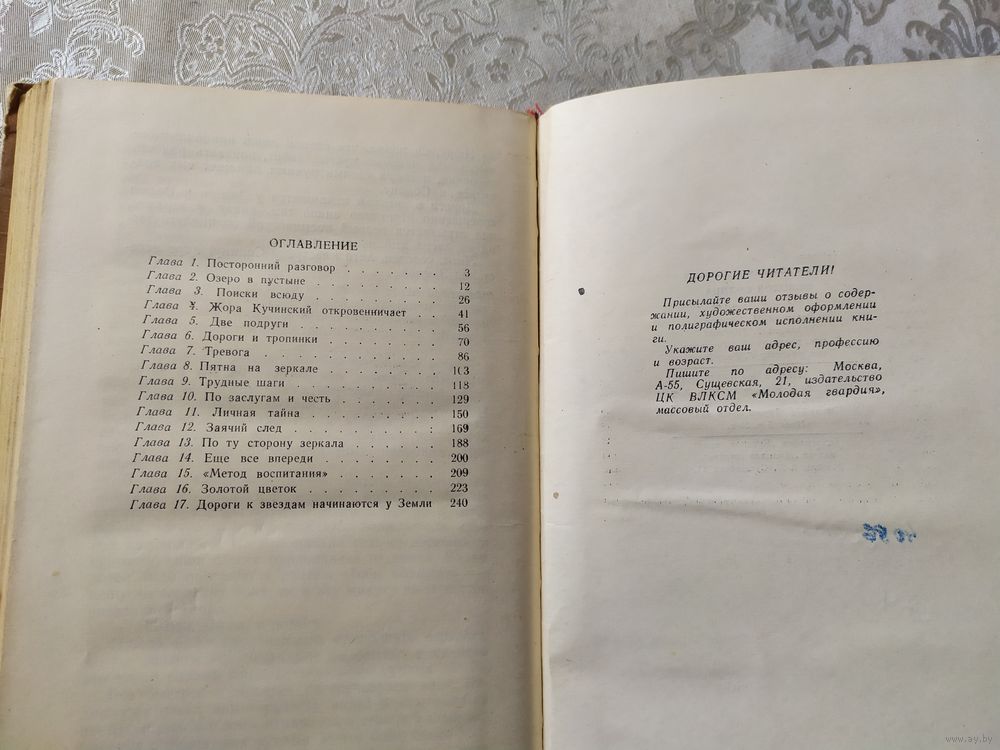 ОГЛАВЛЕНИЕ
Глава 1. Посторонний разговор . . . . . . . 3
Глава 2. Озеро в пустыне . . . . . . . . 12
Глава 3. Поиски всюду . . . . . . . . 26
Глава 4. Жора Кучинский откровенничает . . 41
Глава 5. Две подруги . . . . . . . . . 56
Глава 6. Дороги и тропинки . . . . . . . 70
Глава 7. Тревога . . . . . . . . . . 86
Глава 8. Пятна на зеркале . . . . . . . 103
Глава 9. Трудные шаги . . . . . . . . 118
Глава 10. По заслугам и честь . . . . . . 129
Глава 11. Личная тайна . . . . . . . . 150
Глава 12. Заячий след . . . . . . . . 169
Глава 13. По ту сторону зеркала . . . . . 188
Глава 14. Еще все впереди . . . . . . . 200
Глава 15. «Метод воспитания» . . . . . . 209
Глава 16. Золотой цветок . . . . . . . . 223
Глава 17. Дороги к звездам начинаются у Земли 240
ДОРОГИЕ ЧИТАТЕЛИ!
Присылайте ваши отзывы о содер-
жании, художественном оформлении
и полиграфическом исполнении кни-
ги.
Укажите ваш адрес, профессию
и возраст.
Пишите по адресу: Москва,
А-55, Сущевская, 21, издательство
ЦК ВЛКСМ «Молодая гвардия»,
массовый отдел.
www.ay.by